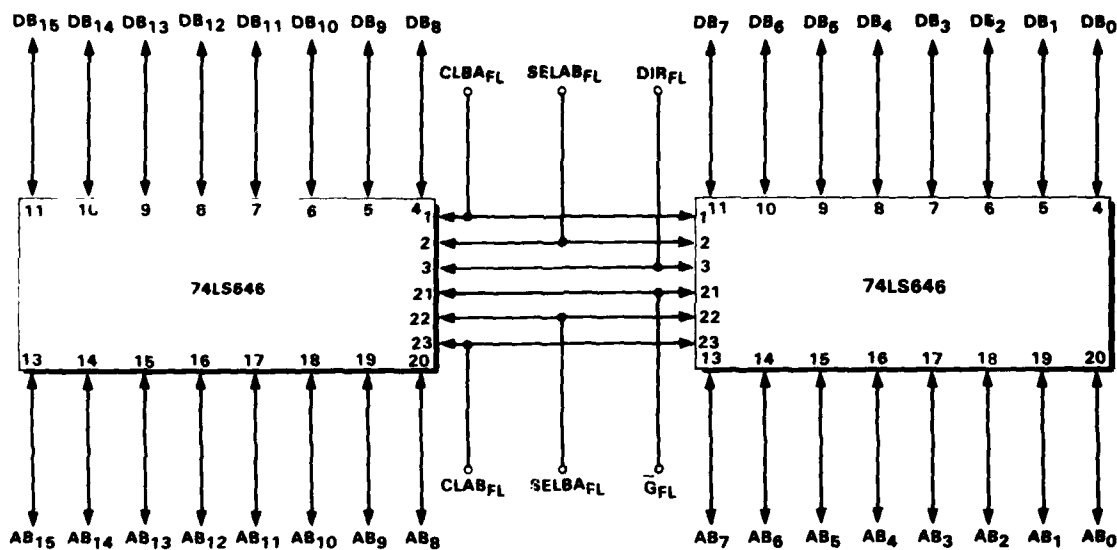 DB15 DB14 DB13 DB12 DB11 DB10 DB9 DB8 DB7 DB6 DB5 DB4 DB3 DB2 DB1 DB0
CLBAFL SELABFL DIRFL
11 10 9 8 7 6 5 4 11 10 9 8 7 6 5 4
1 1
2 2
3 3
74LS646 74LS646
21 21
22 22
23 23
13 14 15 16 17 18 19 20 13 14 15 16 17 18 19 20
CLABFL SELBAFL G̅FL
AB15 AB14 AB13 AB12 AB11 AB10 AB9 AB8 AB7 AB6 AB5 AB4 AB3 AB2 AB1 AB0